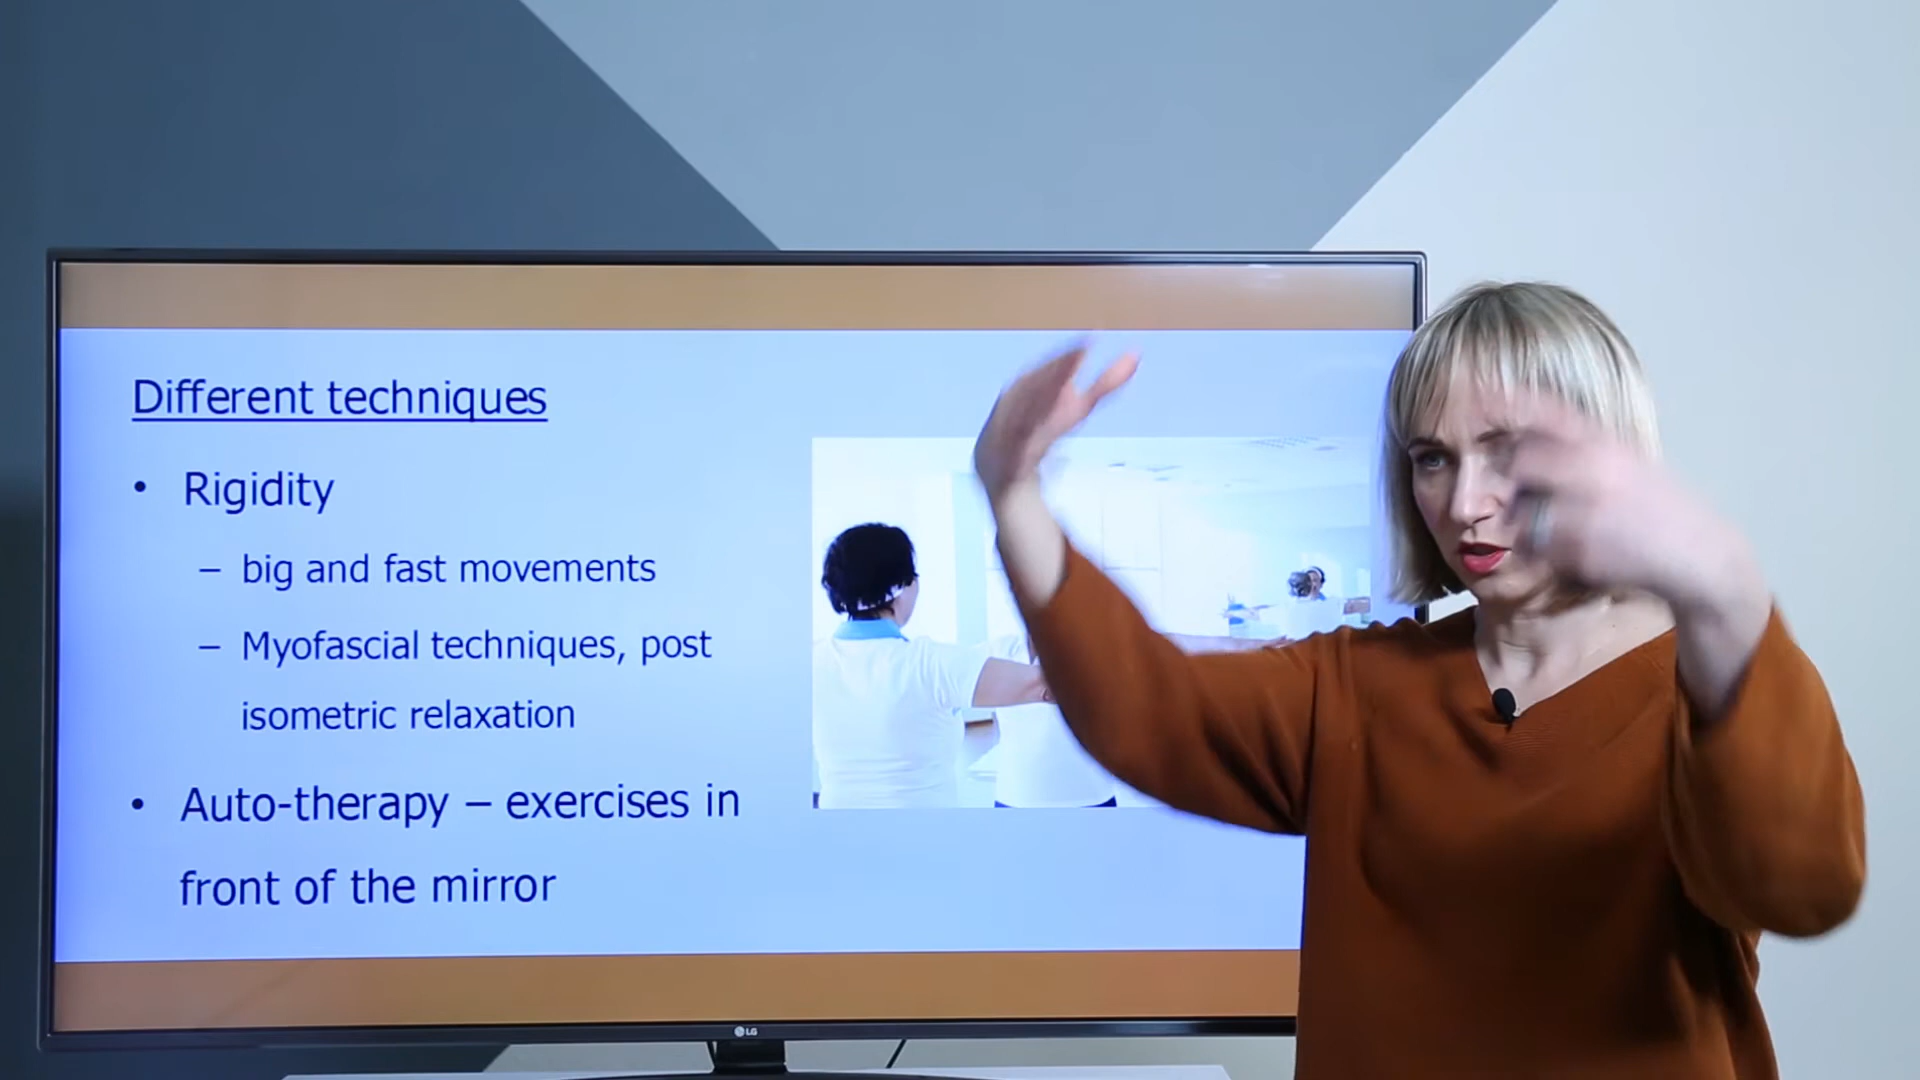 Different techniques
• Rigidity
– big and fast movements
– Myofascial techniques, post
isometric relaxation
• Auto-therapy – exercises in
front of the mirror
LG